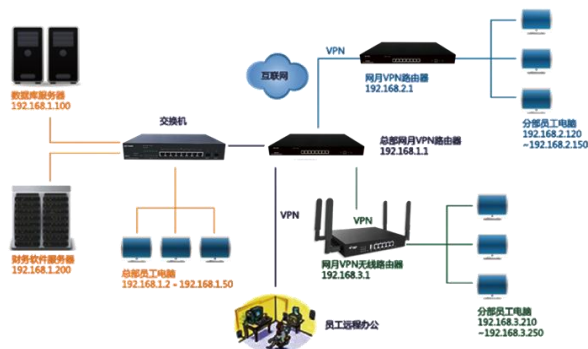 数据库服务器
192.168.1.100
交换机
互联网
VPN
网月VPN路由器
192.168.2.1
分部员工电脑
192.168.2.120
~192.168.2.150
总部网月VPN路由器
192.168.1.1
财务软件服务器
192.168.1.200
总部员工电脑
192.168.1.2 - 192.168.1.50
VPN
VPN
网月VPN无线路由器
192.168.3.1
分部员工电脑
192.168.3.210
~192.168.3.250
员工远程办公